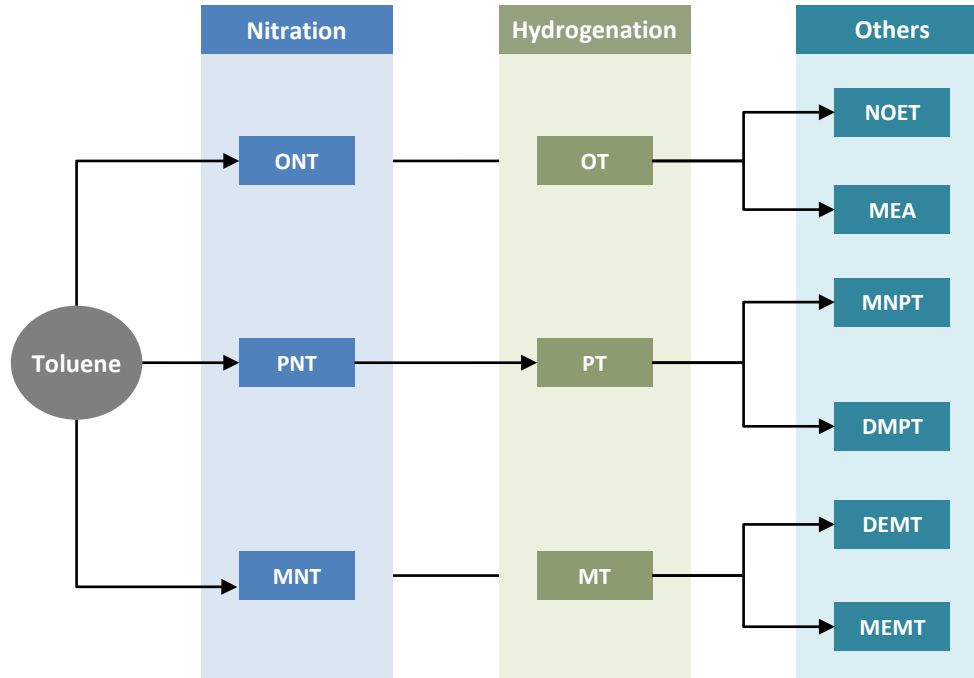 Nitration
Hydrogenation
Others
NOET
ONT
OT
MEA
MNPT
Toluene
PNT
PT
DMPT
DEMT
MNT
MT
MEMT